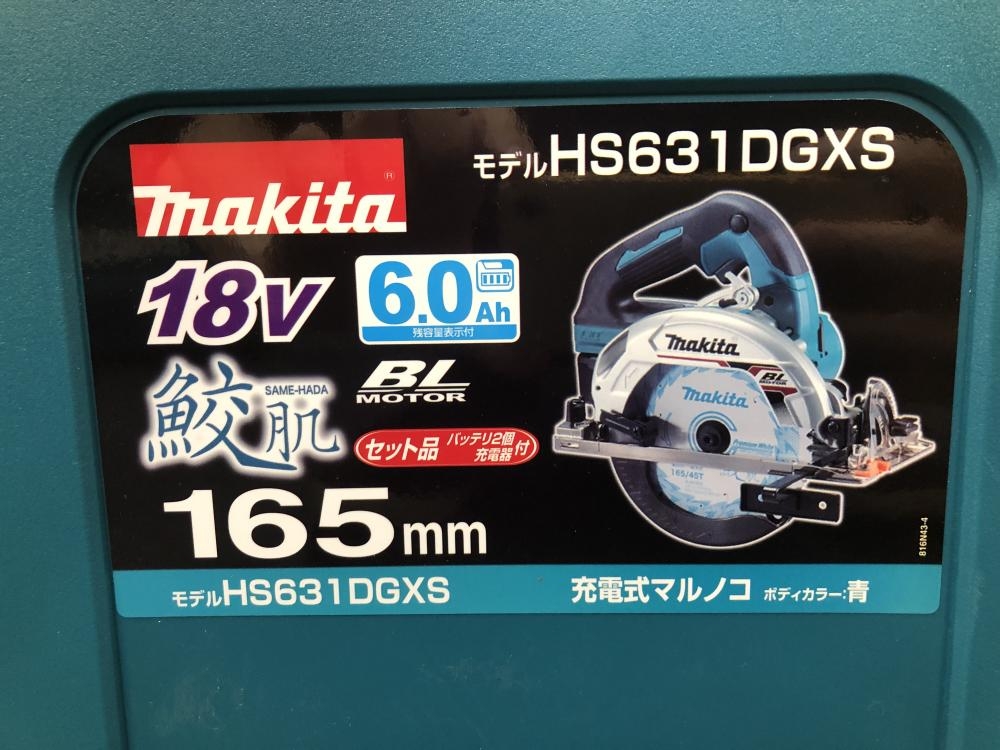 モデルHS631DGXS
makita®
18V
6.0Ah
残容量表示付
鮫肌
SAME-HADA
BL
MOTOR
セット品 バッテリ2個 充電器 付
165mm
makita
BL
MOTOR
makita
Premium White
165/45T
816N43-4
モデルHS631DGXS
充電式マルノコ ボディカラー:青